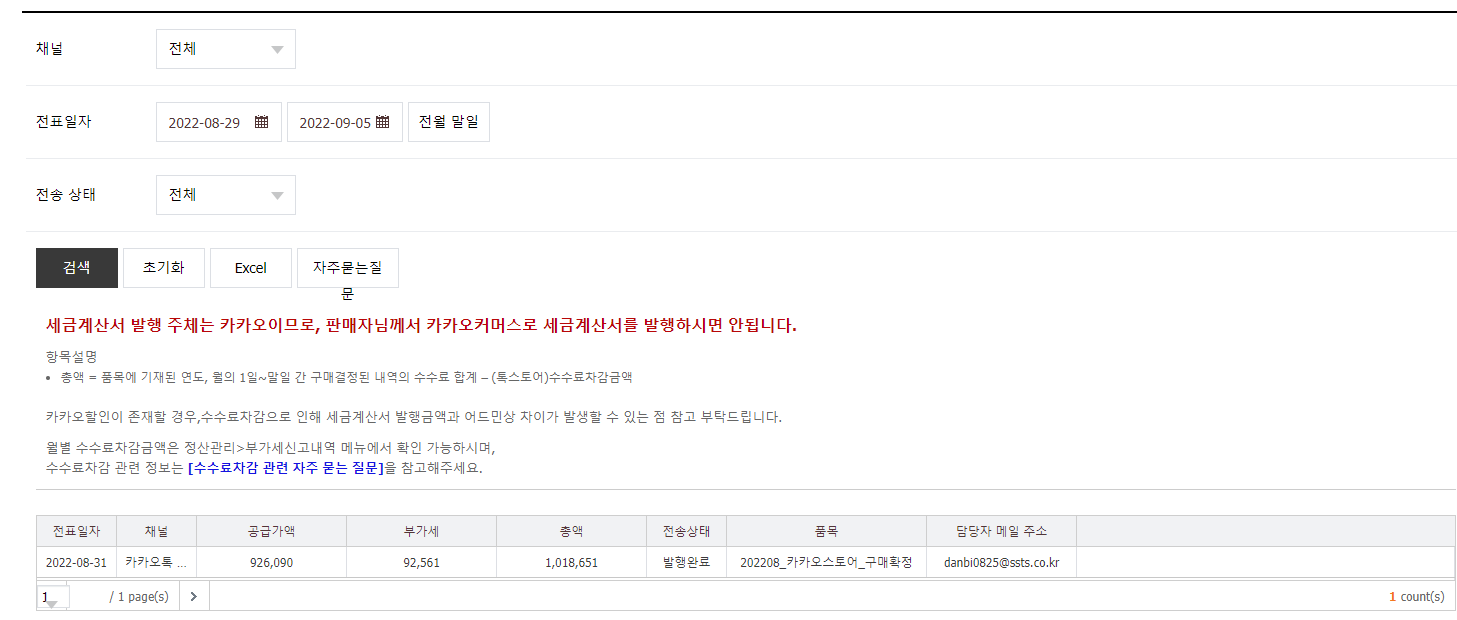 채널 전체
전표일자 2022-08-29 2022-09-05 전월 말일
전송 상태 전체
검색 초기화 Excel 자주묻는질
문
세금계산서 발행 주체는 카카오이므로, 판매자님께서 카카오커머스로 세금계산서를 발행하시면 안됩니다.
항목설명
• 총액 = 품목에 기재된 연도, 월의 1일~말일 간 구매결정된 내역의 수수료 합계 – (톡스토어)수수료차감금액
카카오할인이 존재할 경우,수수료차감으로 인해 세금계산서 발행금액과 어드민상 차이가 발생할 수 있는 점 참고 부탁드립니다.
월별 수수료차감금액은 정산관리>부가세신고내역 메뉴에서 확인 가능하시며,
수수료차감 관련 정보는 [수수료차감 관련 자주 묻는 질문]을 참고해주세요.
전표일자 채널 공급가액 부가세 총액 전송상태 품목 담당자 메일 주소
2022-08-31 카카오톡 ... 926,090 92,561 1,018,651 발행완료 202208_카카오스토어_구매확정 danbi0825@ssts.co.kr
1 / 1 page(s) > 1 count(s)